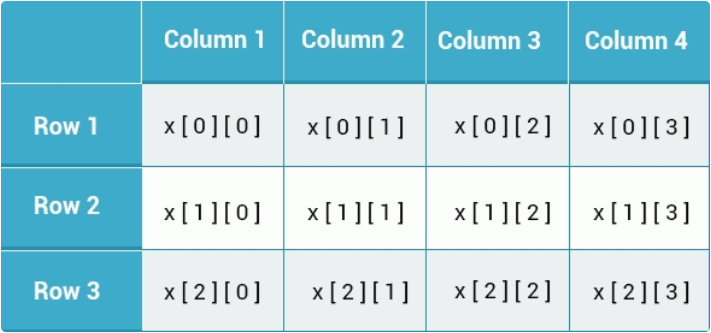 Column 1 Column 2 Column 3 Column 4
Row 1 x[0][0] x[0][1] x[0][2] x[0][3]
Row 2 x[1][0] x[1][1] x[1][2] x[1][3]
Row 3 x[2][0] x[2][1] x[2][2] x[2][3]